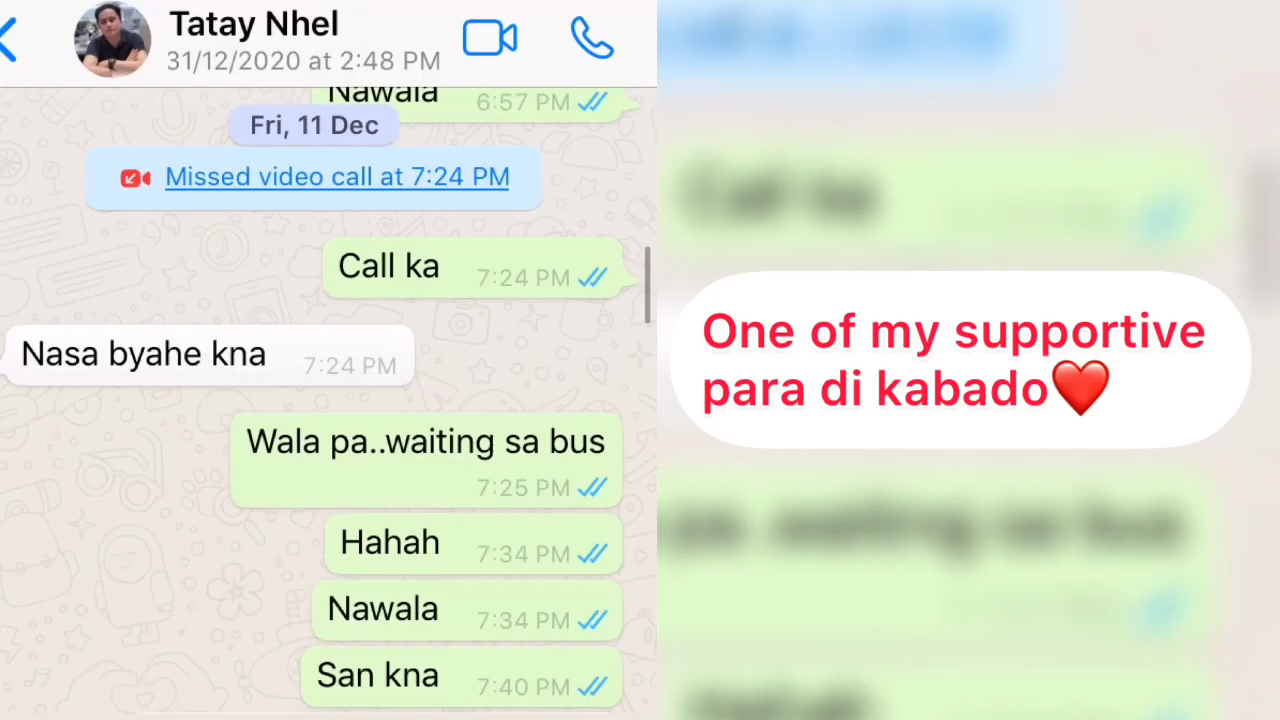 Tatay Nhel
31/12/2020 at 2:48 PM
Nawala 6:57 PM
Fri, 11 Dec
Missed video call at 7:24 PM
Call ka 7:24 PM
Nasa byahe kna 7:24 PM
Wala pa..waiting sa bus
7:25 PM
Hahah 7:34 PM
Nawala 7:34 PM
San kna 7:40 PM
One of my supportive
para di kabado❤️